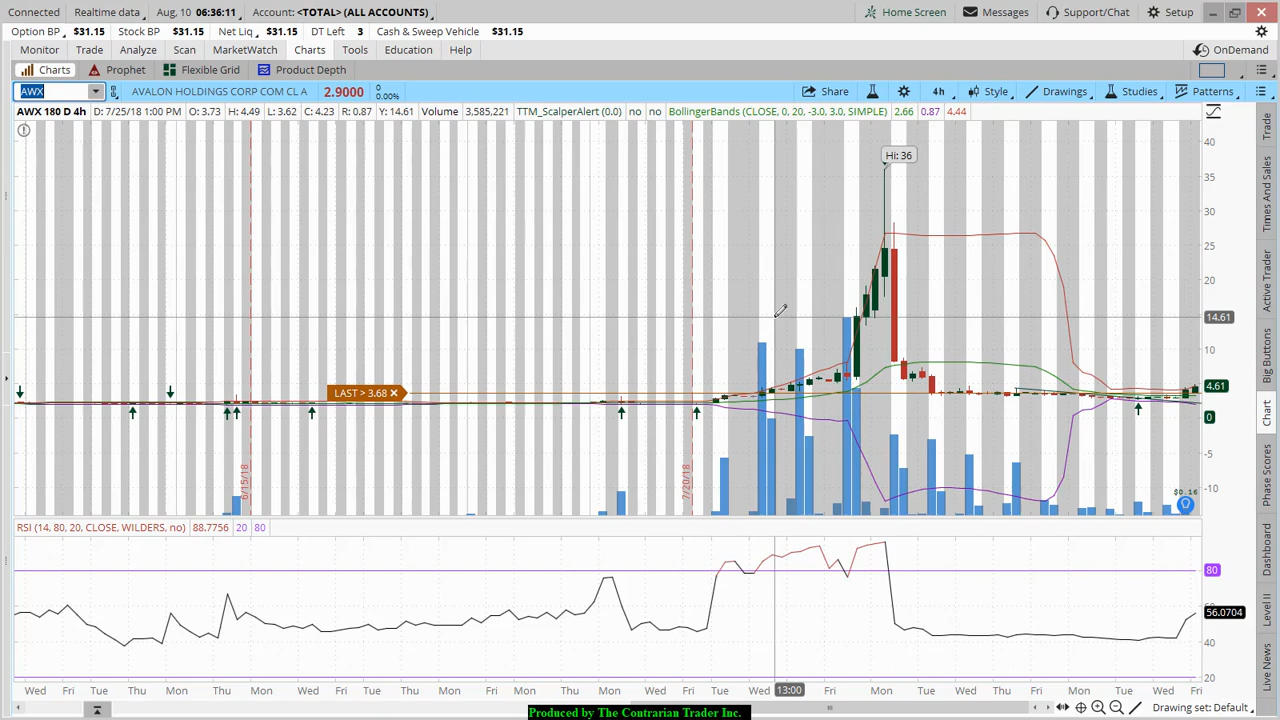 Connected Realtime data Aug, 10 06:36:11 Account: <TOTAL> (ALL ACCOUNTS) Home Screen Messages Support/Chat Setup
Option BP $31.15 Stock BP $31.15 Net Liq $31.15 DT Left 3 Cash & Sweep Vehicle $31.15
Monitor Trade Analyze Scan MarketWatch Charts Tools Education Help OnDemand
Charts Prophet Flexible Grid Product Depth
AWX AVALON HOLDINGS CORP COM CL A 2.9000 0 0.00% Share 4h Style Drawings Studies Patterns
AWX 180 D 4h D: 7/25/18 1:00 PM O: 3.73 H: 4.49 L: 3.62 C: 4.23 R: 0.87 Y: 14.61 Volume 3,585,221 TTM_ScalperAlert (0.0) no no BollingerBands (CLOSE, 0, 20, -3.0, 3.0, SIMPLE) 2.66 0.87 4.44
40
Hi: 36
35
30
25
20
14.61
10
LAST > 3.68
4.61
0
-5
-10
6/15/18
7/20/18
$0.16
RSI (14, 80, 20, CLOSE, WILDERS, no) 88.7756 20 80
80
56.0704
40
20
Wed Fri Tue Thu Mon Wed Fri Mon Wed Fri Tue Thu Mon Wed Fri Tue Thu Mon Wed Fri Tue Wed 13:00 Fri Mon Tue Wed Thu Mon Tue Wed Fri
Drawing set: Default
Produced by The Contrarian Trader Inc.
Trade
Times And Sales
Active Trader
Big Buttons
Chart
Phase Scores
Dashboard
Level II
Live News